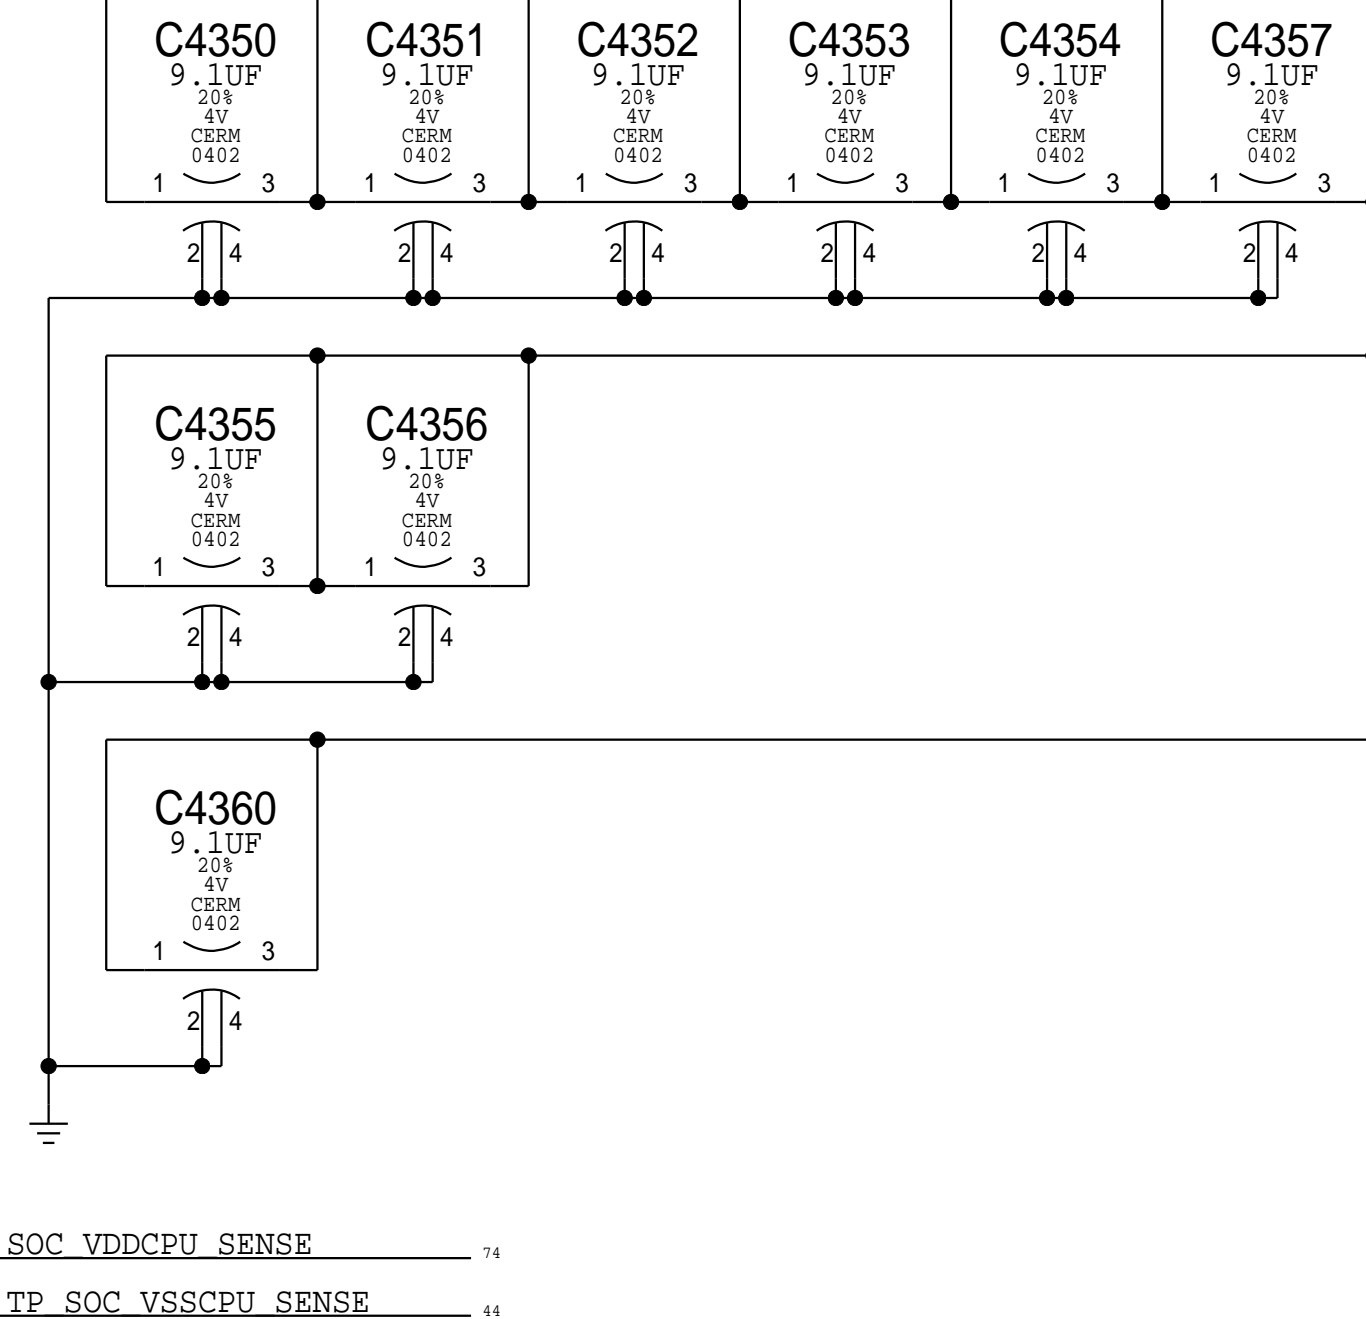 C4350 C4351 C4352 C4353 C4354 C4357
9.1UF 9.1UF 9.1UF 9.1UF 9.1UF 9.1UF
20% 20% 20% 20% 20% 20%
4V 4V 4V 4V 4V 4V
CERM CERM CERM CERM CERM CERM
0402 0402 0402 0402 0402 0402
1 3 1 3 1 3 1 3 1 3 1 3
2 4 2 4 2 4 2 4 2 4 2 4
C4355 C4356
9.1UF 9.1UF
20% 20%
4V 4V
CERM CERM
0402 0402
1 3 1 3
2 4 2 4
C4360
9.1UF
20%
4V
CERM
0402
1 3
2 4
SOC_VDDCPU_SENSE 74
TP_SOC_VSSCPU_SENSE 44